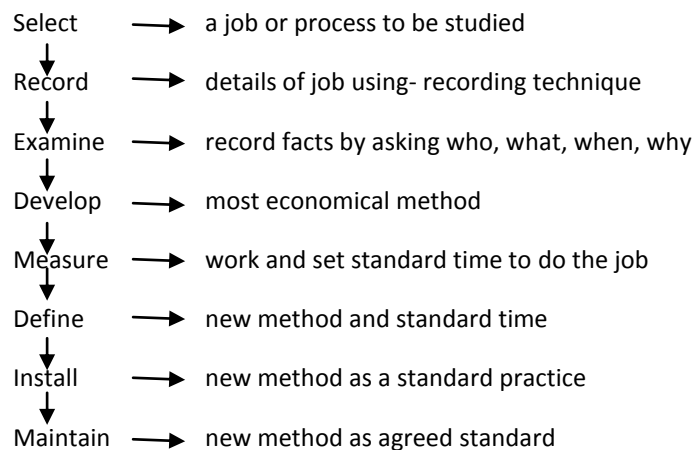 Select a job or process to be studied
Record details of job using- recording technique
Examine record facts by asking who, what, when, why
Develop most economical method
Measure work and set standard time to do the job
Define new method and standard time
Install new method as a standard practice
Maintain new method as agreed standard